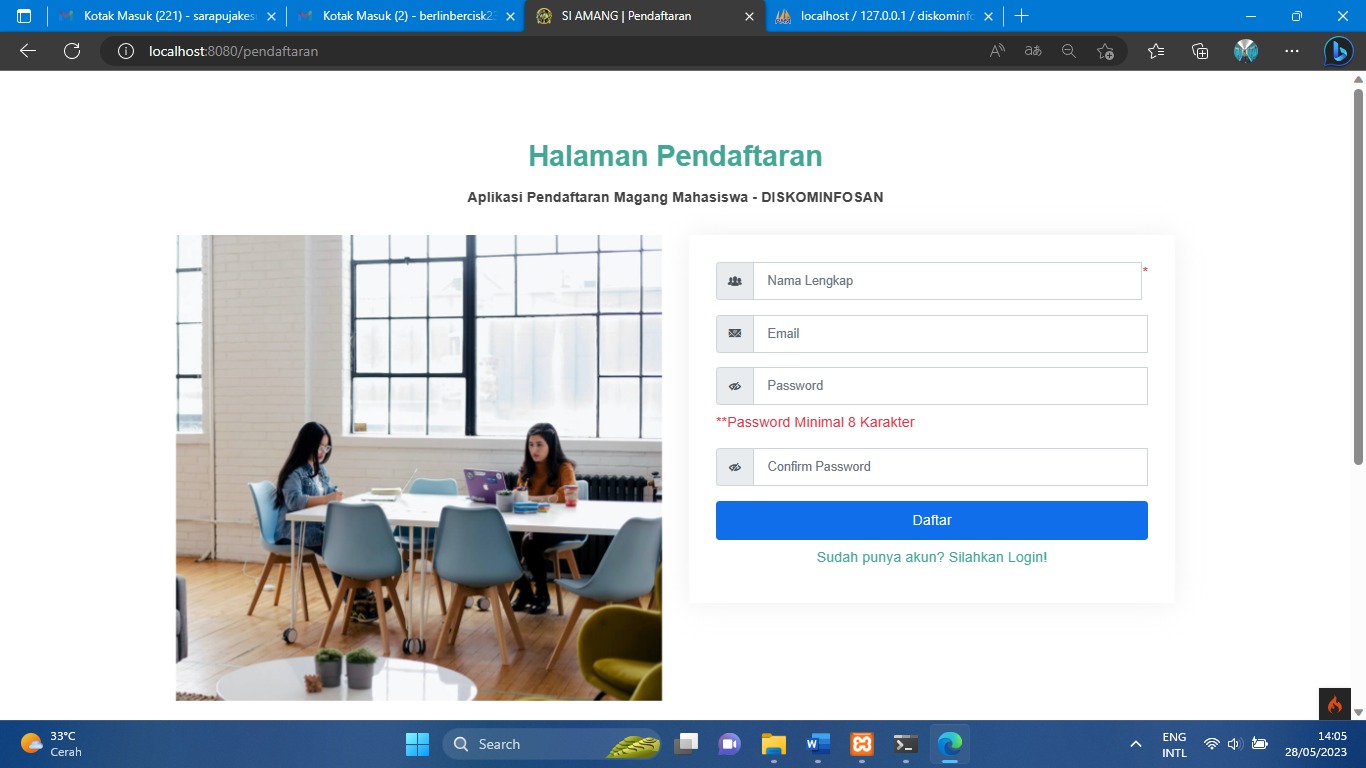 Kotak Masuk (221) - sarapujakes
Kotak Masuk (2) - berlinbercisk23
SI AMANG | Pendaftaran
localhost / 127.0.0.1 / diskominfo
localhost:8080/pendaftaran
Halaman Pendaftaran
Aplikasi Pendaftaran Magang Mahasiswa - DISKOMINFOSAN
Nama Lengkap
*
Email
Password
**Password Minimal 8 Karakter
Confirm Password
Daftar
Sudah punya akun? Silahkan Login!
33°C
Cerah
Search
ENG
INTL
14:05
28/05/2023